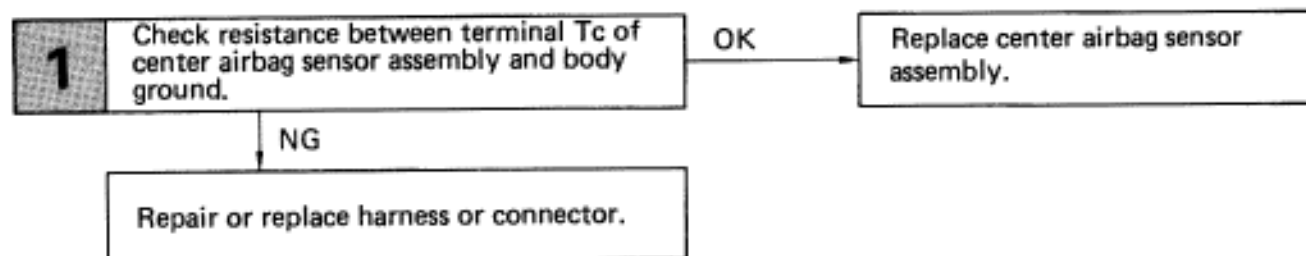 1
Check resistance between terminal Tc of
center airbag sensor assembly and body
ground.
OK
Replace center airbag sensor
assembly.
NG
Repair or replace harness or connector.